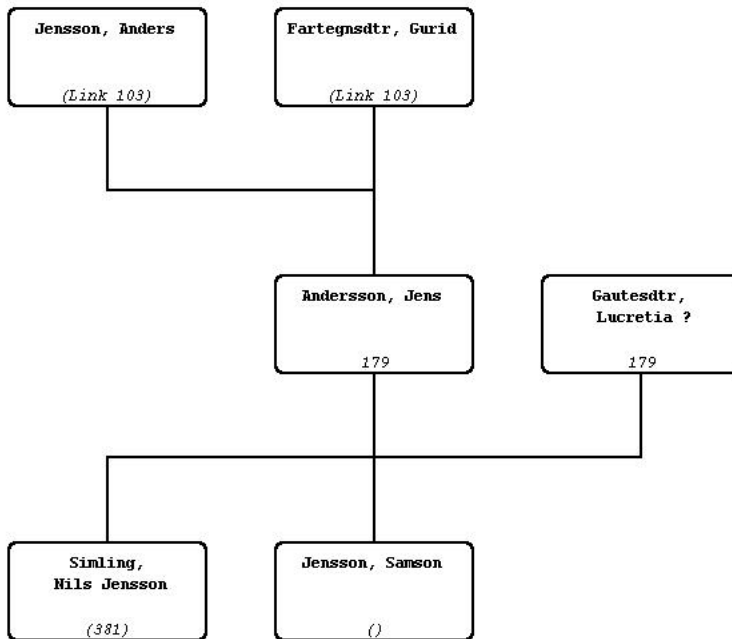 Jensson, Anders
(Link 103)
Fartegnsdtr, Gurid
(Link 103)
Andersson, Jens
179
Gautesdtr,
Lucretia ?
179
Simling,
Nils Jensson
(381)
Jensson, Samson
()